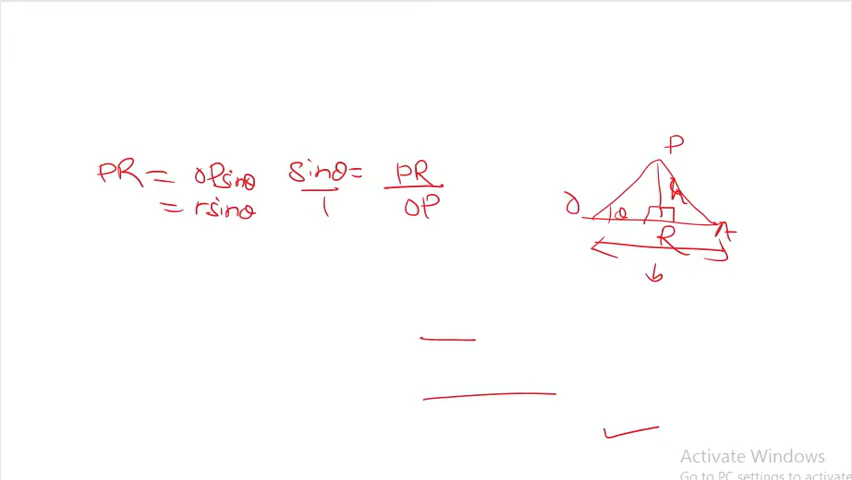 PR = OPsinθ sinθ/1 = PR/OP
= rsinθ
P
h
O θ A
R
b
Activate Windows
Go to PC settings to activate